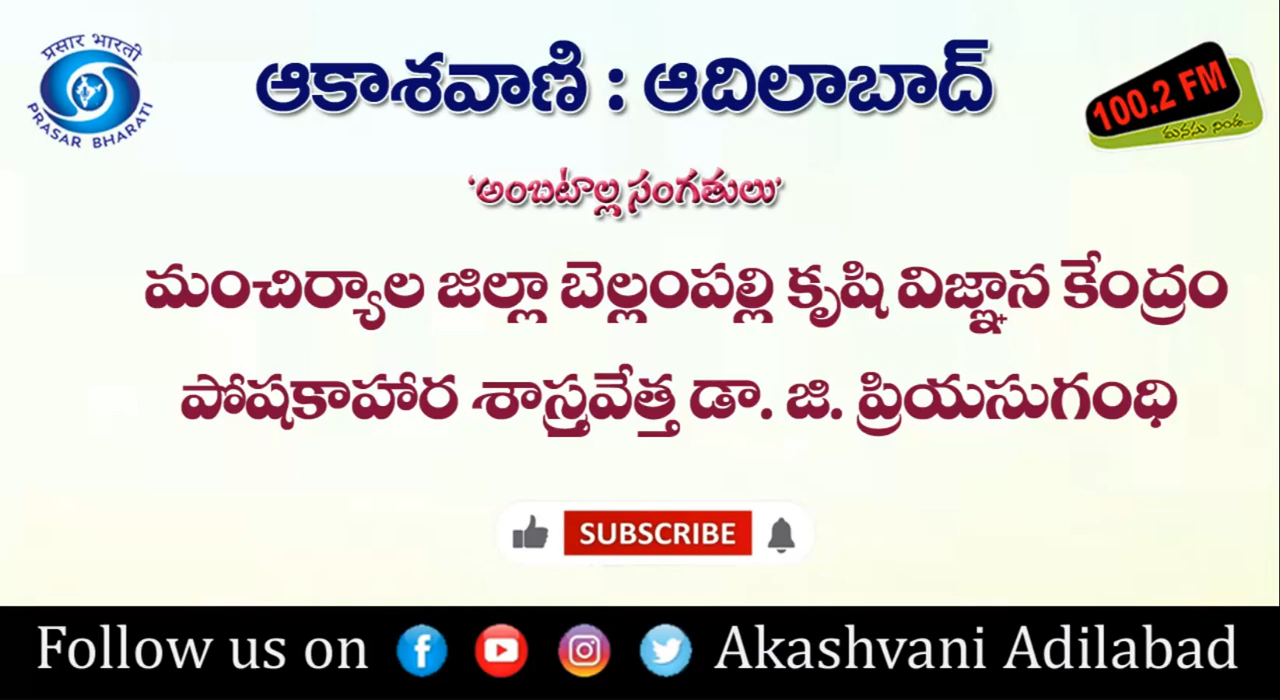 प्रसार भारती
PRASAR BHARATI
ఆకాశవాణి : ఆదిలాబాద్
100.2 FM
మనసు నిండా...
'అంబటాల్ల సంగతులు'
మంచిర్యాల జిల్లా బెల్లంపల్లి కృషి విజ్ఞాన కేంద్రం
పోషకాహార శాస్త్రవేత్త డా. జి. ప్రియసుగంధి
SUBSCRIBE
Follow us on Akashvani Adilabad